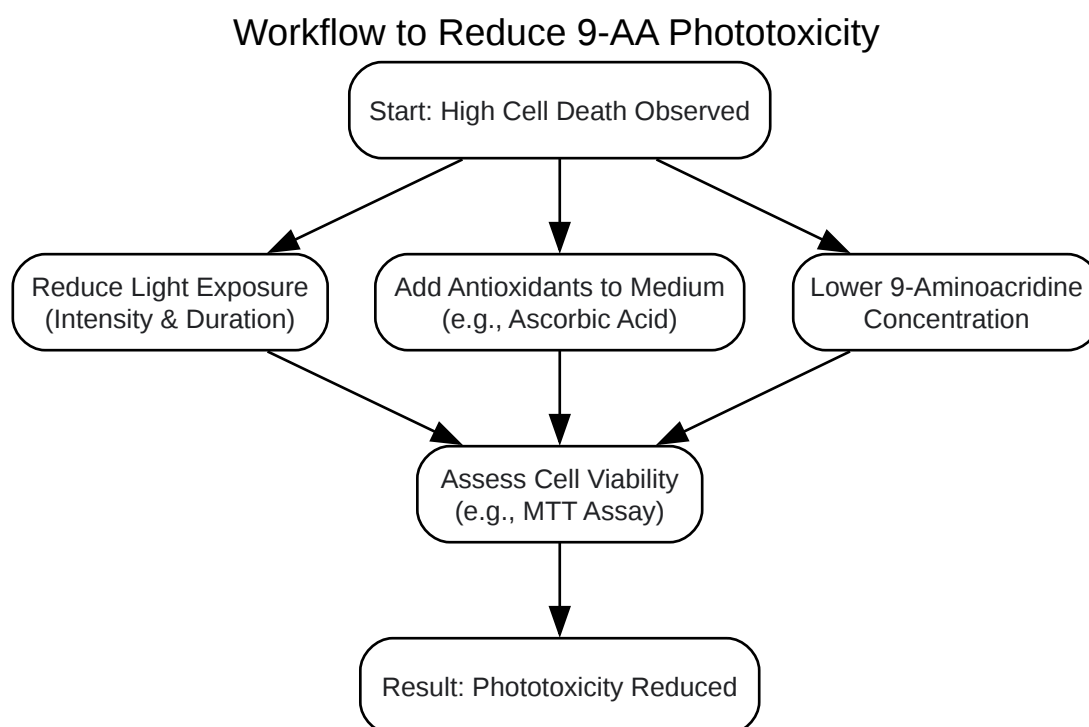 Workflow to Reduce 9-AA Phototoxicity
Start: High Cell Death Observed
Reduce Light Exposure
(Intensity & Duration)
Add Antioxidants to Medium
(e.g., Ascorbic Acid)
Lower 9-Aminoacridine
Concentration
Assess Cell Viability
(e.g., MTT Assay)
Result: Phototoxicity Reduced